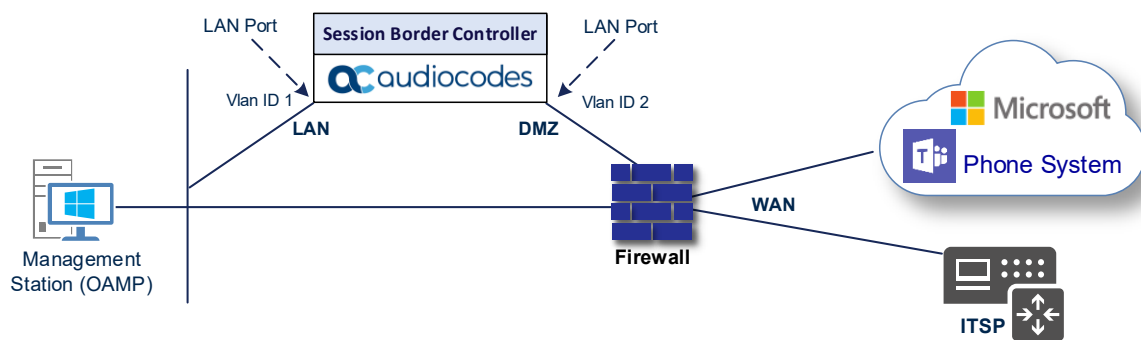 LAN Port
Session Border Controller
LAN Port
audiocodes
Vlan ID 1
Vlan ID 2
LAN
DMZ
Microsoft
Phone System
WAN
Firewall
Management
Station (OAMP)
ITSP